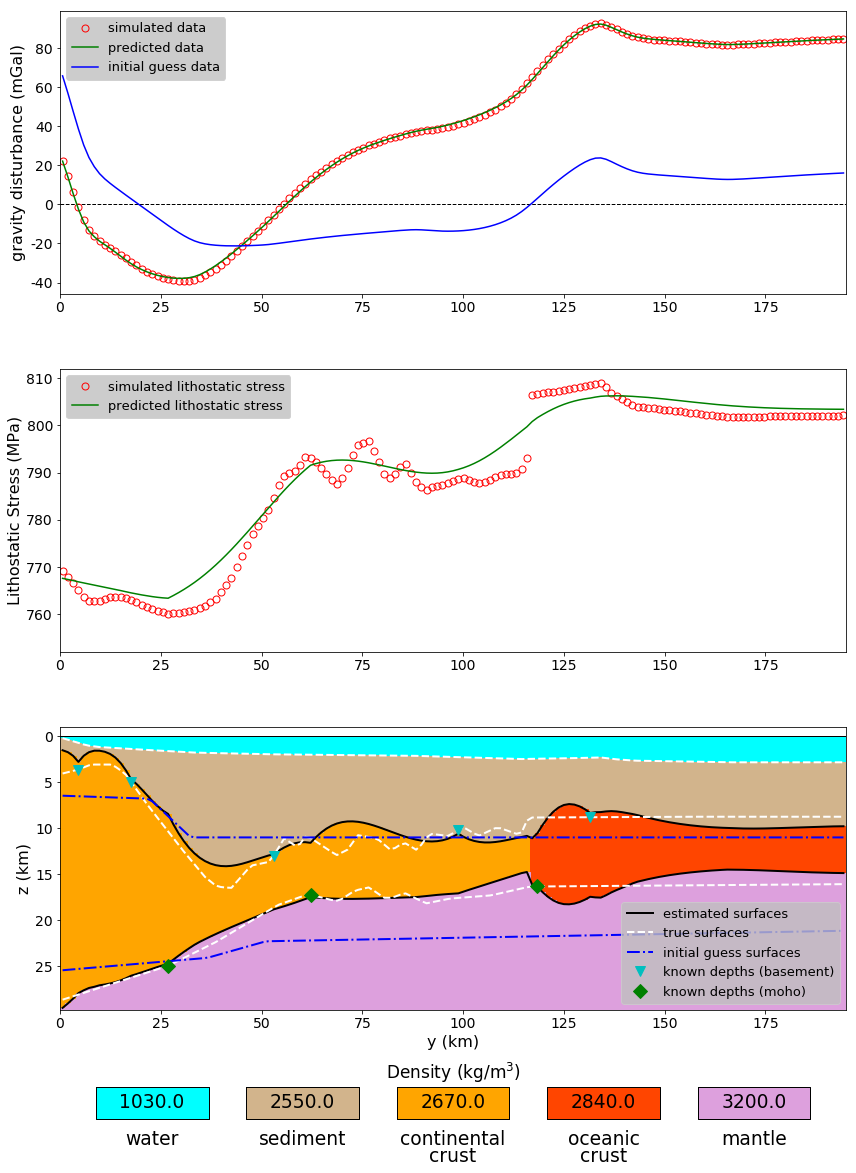 gravity disturbance (mGal)
80
60
40
20
0
-20
-40
simulated data
predicted data
initial guess data
0 25 50 75 100 125 150 175
Lithostatic Stress (MPa)
810
800
790
780
770
760
simulated lithostatic stress
predicted lithostatic stress
0 25 50 75 100 125 150 175
z (km)
0
5
10
15
20
25
estimated surfaces
true surfaces
initial guess surfaces
known depths (basement)
known depths (moho)
0 25 50 75 100 125 150 175
y (km)
Density (kg/m³)
1030.0 2550.0 2670.0 2840.0 3200.0
water sediment continental oceanic mantle
crust crust